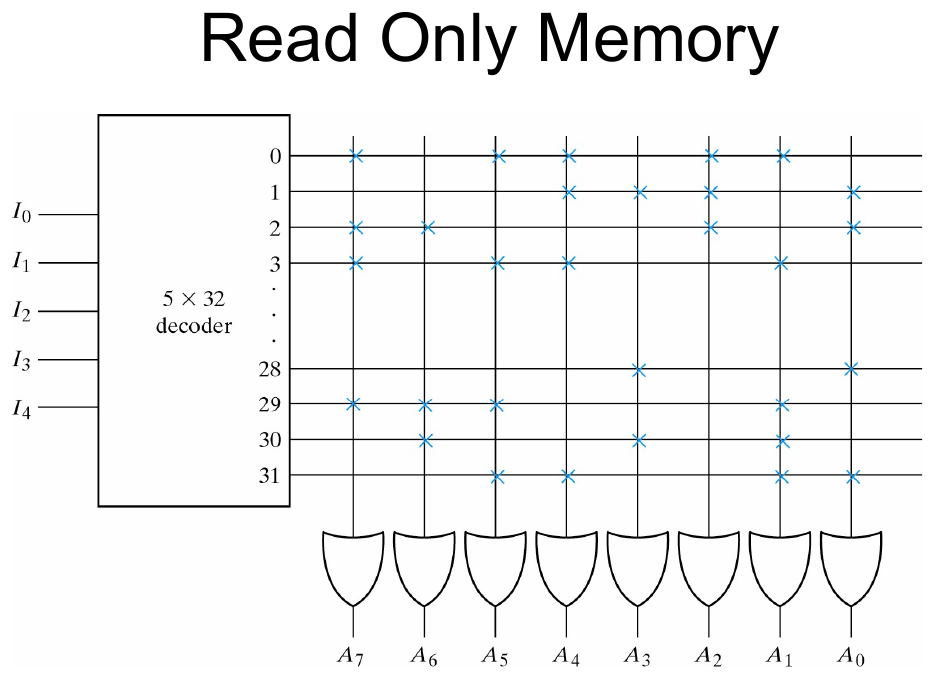 Read Only Memory
0
1
I0
2
I1
3
.
5 × 32
I2
.
decoder
.
I3
28
I4
29
30
31
A7 A6 A5 A4 A3 A2 A1 A0